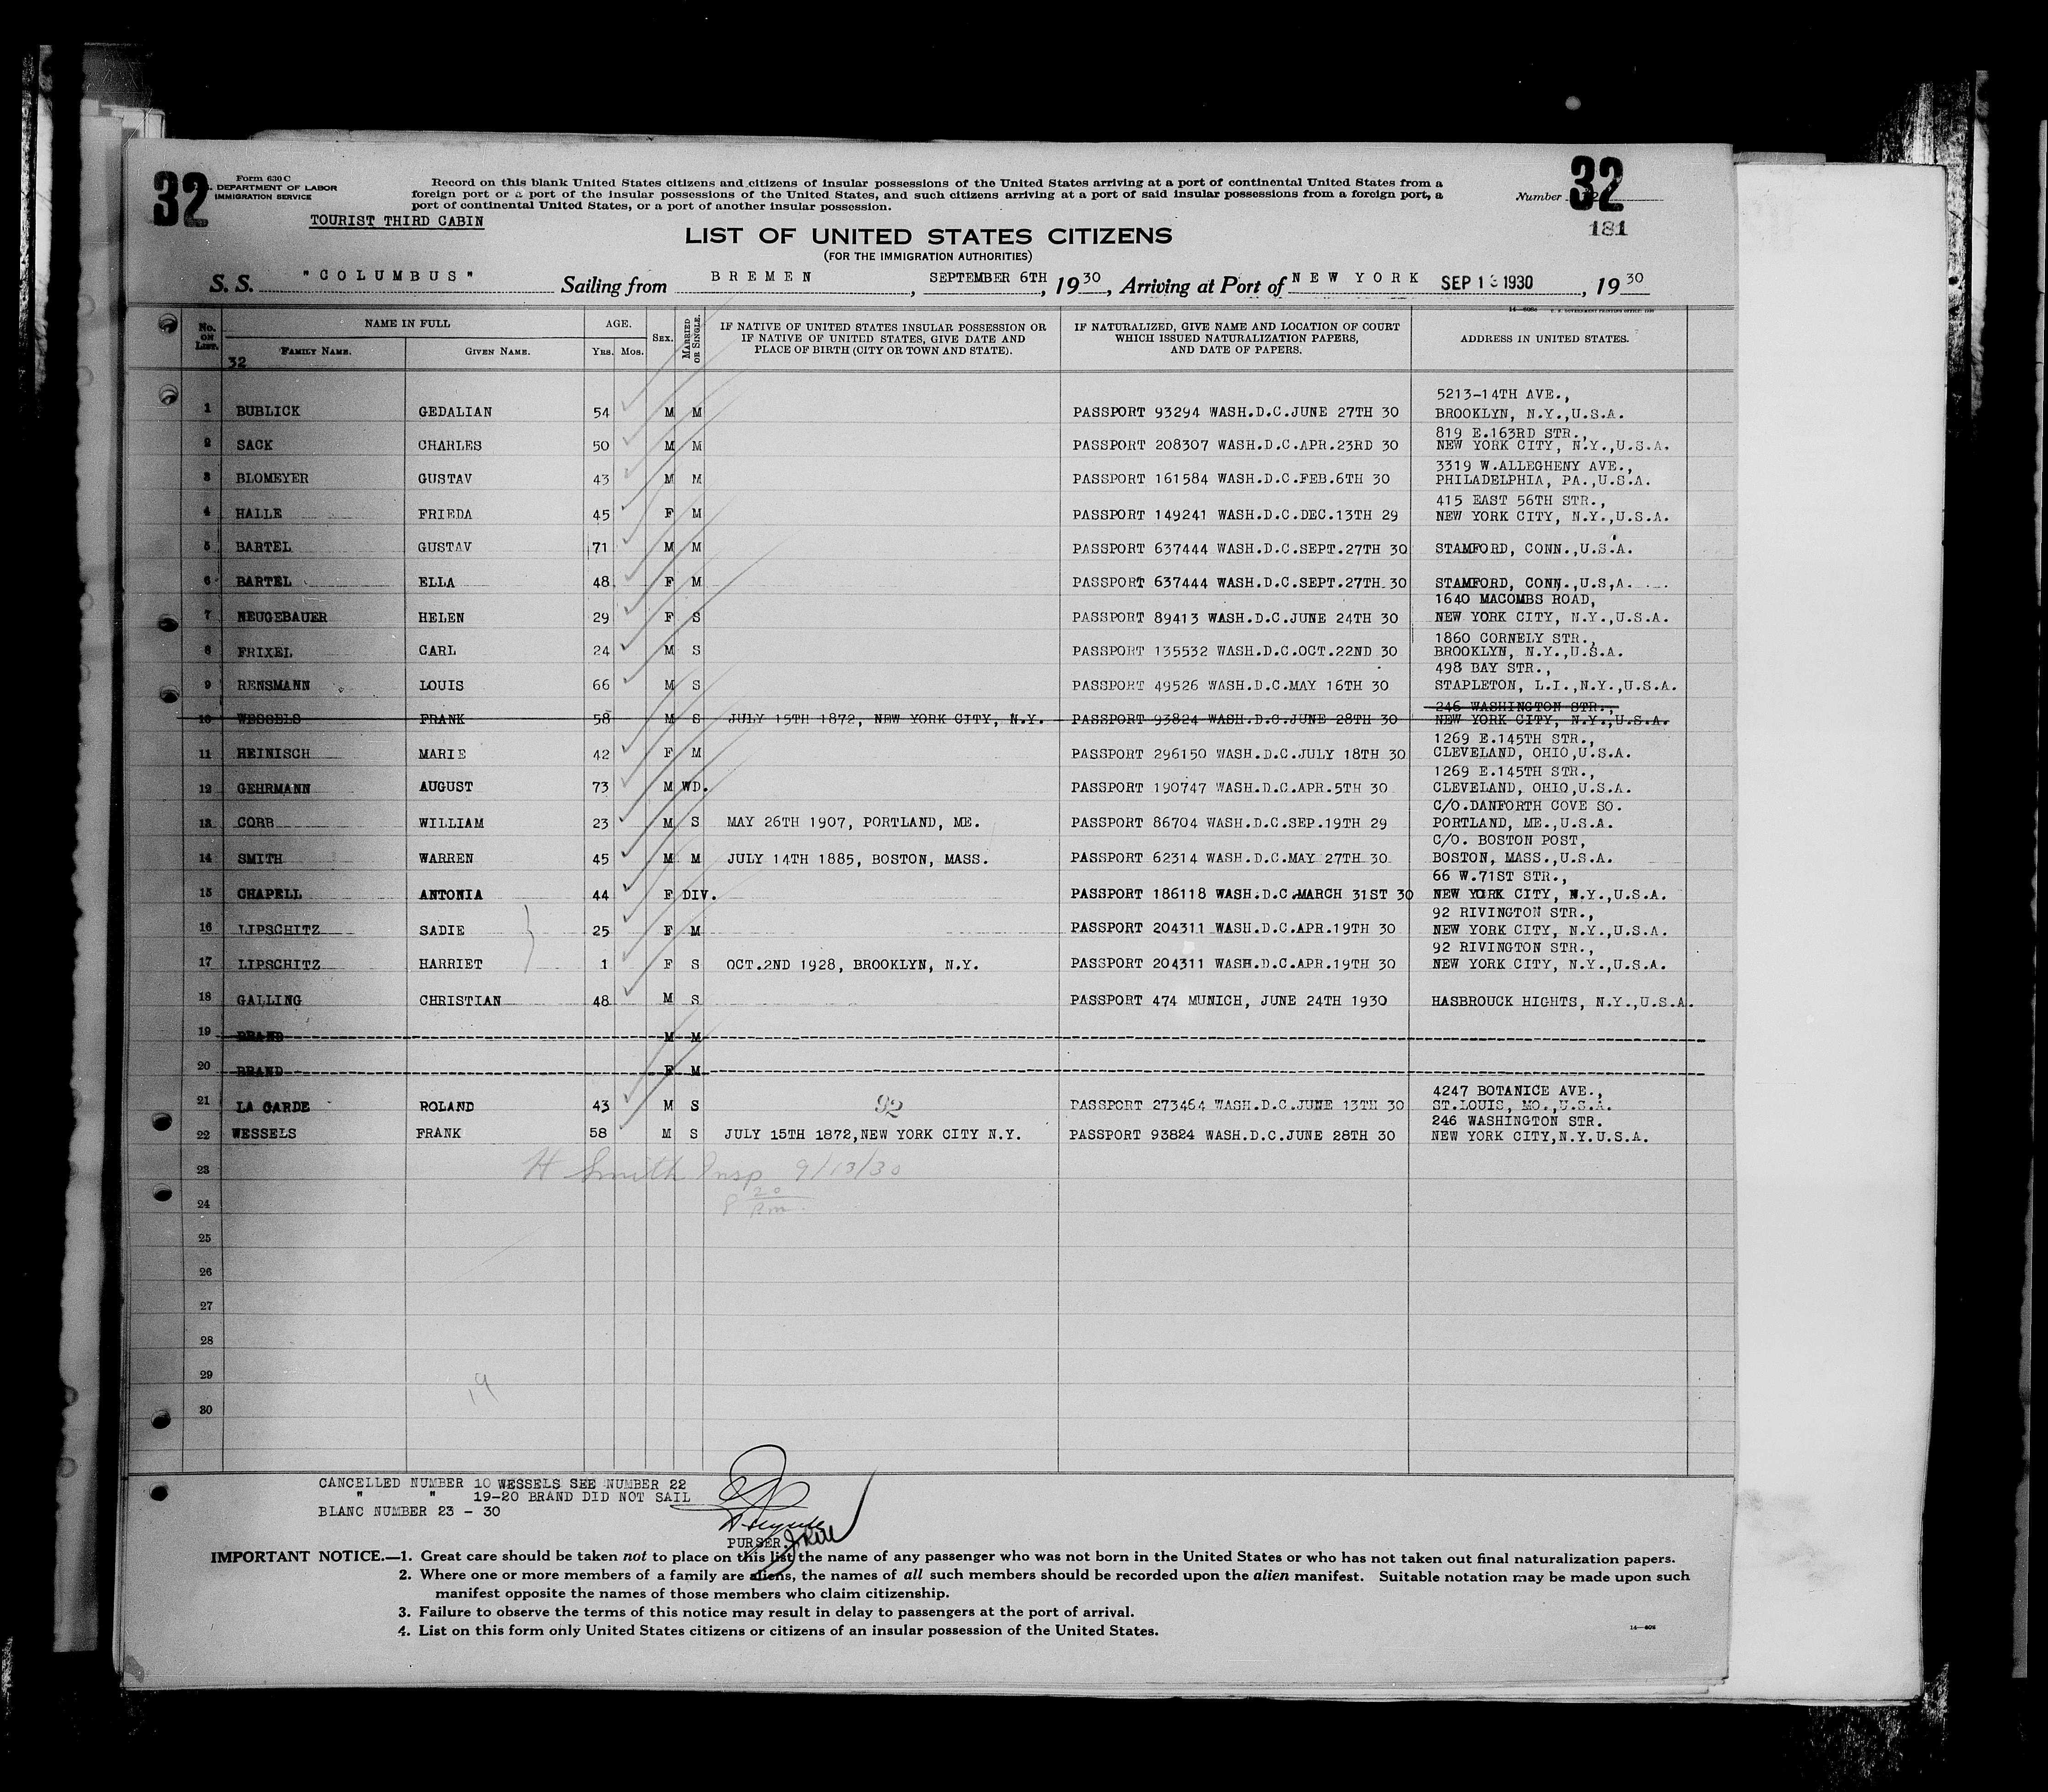 32
Form 630 C
DEPARTMENT OF LABOR
IMMIGRATION SERVICE
TOURIST THIRD CABIN
Record on this blank United States citizens and citizens of insular possessions of the United States arriving at a port of continental United States from a
foreign port or a port of the insular possessions of the United States, and such citizens arriving at a port of said insular possessions from a foreign port, a
port of continental United States, or a port of another insular possession.
Number 32
181
LIST OF UNITED STATES CITIZENS
(FOR THE IMMIGRATION AUTHORITIES)
S. S. "COLUMBUS" Sailing from BREMEN, SEPTEMBER 6TH, 1930, Arriving at Port of NEW YORK SEP 13 1930, 1930
No. ON LIST. NAME IN FULL AGE. SEX. MARRIED OR SINGLE. IF NATIVE OF UNITED STATES INSULAR POSSESSION OR IF NATIVE OF UNITED STATES, GIVE DATE AND PLACE OF BIRTH (CITY OR TOWN AND STATE). IF NATURALIZED, GIVE NAME AND LOCATION OF COURT WHICH ISSUED NATURALIZATION PAPERS, AND DATE OF PAPERS. ADDRESS IN UNITED STATES.
FAMILY NAME. GIVEN NAME. YRS. MOS.
32
5213-14TH AVE.,
1 BUBLICK GEDALIAN 54 M M PASSPORT 93294 WASH.D.C.JUNE 27TH 30 BROOKLYN, N.Y.,U.S.A.
819 E.163RD STR.,
2 SACK CHARLES 50 M M PASSPORT 208307 WASH.D.C.APR.23RD 30 NEW YORK CITY, N.Y.,U.S.A.
3319 W.ALLEGHENY AVE.,
3 BLOMEYER GUSTAV 43 M M PASSPORT 161584 WASH.D.C.FEB.6TH 30 PHILADELPHIA, PA.,U.S.A.
415 EAST 56TH STR.,
4 HALLE FRIEDA 45 F M PASSPORT 149241 WASH.D.C.DEC.13TH 29 NEW YORK CITY, N.Y.,U.S.A.
5 BARTEL GUSTAV 71 M M PASSPORT 637444 WASH.D.C.SEPT.27TH 30 STAMFORD, CONN.,U.S.A.
6 BARTEL ELLA 48 F M PASSPORT 637444 WASH.D.C.SEPT.27TH 30 STAMFORD, CONN.,U.S,A.
1640 MACOMBS ROAD,
7 NEUGEBAUER HELEN 29 F S PASSPORT 89413 WASH.D.C.JUNE 24TH 30 NEW YORK CITY, N.Y.,U.S.A.
1860 CORNELY STR.,
8 FRIXEL CARL 24 M S PASSPORT 135532 WASH.D.C.OCT.22ND 30 BROOKLYN, N.Y.,U.S.A.
498 BAY STR.,
9 RENSMANN LOUIS 66 M S PASSPORT 49526 WASH.D.C.MAY 16TH 30 STAPLETON, L.I.,N.Y.,U.S.A.
246 WASHINGTON STR.,
10 WESSELS FRANK 58 M S JULY 15TH 1872, NEW YORK CITY, N.Y. PASSPORT 93824 WASH.D.C.JUNE 28TH 30 NEW YORK CITY, N.Y.,U.S.A.
1269 E.145TH STR.,
11 HEINISCH MARIE 42 F M PASSPORT 296150 WASH.D.C.JULY 18TH 30 CLEVELAND, OHIO,U.S.A.
1269 E.145TH STR.,
12 GEHRMANN AUGUST 73 M WD. PASSPORT 190747 WASH.D.C.APR.5TH 30 CLEVELAND, OHIO,U.S.A.
C/O.DANFORTH COVE SO.
13 COBB WILLIAM 23 M S MAY 26TH 1907, PORTLAND, ME. PASSPORT 86704 WASH.D.C.SEP.19TH 29 PORTLAND, ME.,U.S.A.
C/O. BOSTON POST,
14 SMITH WARREN 45 M M JULY 14TH 1885, BOSTON, MASS. PASSPORT 62314 WASH.D.C.MAY 27TH 30 BOSTON, MASS.,U.S.A.
66 W.71ST STR.,
15 CHAPELL ANTONIA 44 F DIV. PASSPORT 186118 WASH.D.C.MARCH 31ST 30 NEW YORK CITY, N.Y.,U.S.A.
92 RIVINGTON STR.,
16 LIPSCHITZ SADIE 25 F M PASSPORT 204311 WASH.D.C.APR.19TH 30 NEW YORK CITY, N.Y.,U.S.A.
92 RIVINGTON STR.,
17 LIPSCHITZ HARRIET 1 F S OCT.2ND 1928, BROOKLYN, N.Y. PASSPORT 204311 WASH.D.C.APR.19TH 30 NEW YORK CITY, N.Y.,U.S.A.
18 GALLING CHRISTIAN 48 M S PASSPORT 474 MUNICH, JUNE 24TH 1930 HASBROUCK HIGHTS, N.Y.,U.S.A.
19 BRAND M M
20 BRAND F M
4247 BOTANICE AVE.,
21 LA GARDE ROLAND 43 M S 32 PASSPORT 273464 WASH.D.C.JUNE 13TH 30 ST.LOUIS, MO.,U.S.A.
246 WASHINGTON STR.
22 WESSELS FRANK 58 M S JULY 15TH 1872,NEW YORK CITY N.Y. PASSPORT 93824 WASH.D.C.JUNE 28TH 30 NEW YORK CITY,N.Y.U.S.A.
23 H Smith Insp 9/13/30
24 8 20 P.m.
25
26
27
28
29 19
30
CANCELLED NUMBER 10 WESSELS SEE NUMBER 22
" " 19-20 BRAND DID NOT SAIL
BLANC NUMBER 23 - 30
PURSER.
IMPORTANT NOTICE.—1. Great care should be taken not to place on this list the name of any passenger who was not born in the United States or who has not taken out final naturalization papers.
2. Where one or more members of a family are aliens, the names of all such members should be recorded upon the alien manifest. Suitable notation may be made upon such
manifest opposite the names of those members who claim citizenship.
3. Failure to observe the terms of this notice may result in delay to passengers at the port of arrival.
4. List on this form only United States citizens or citizens of an insular possession of the United States.